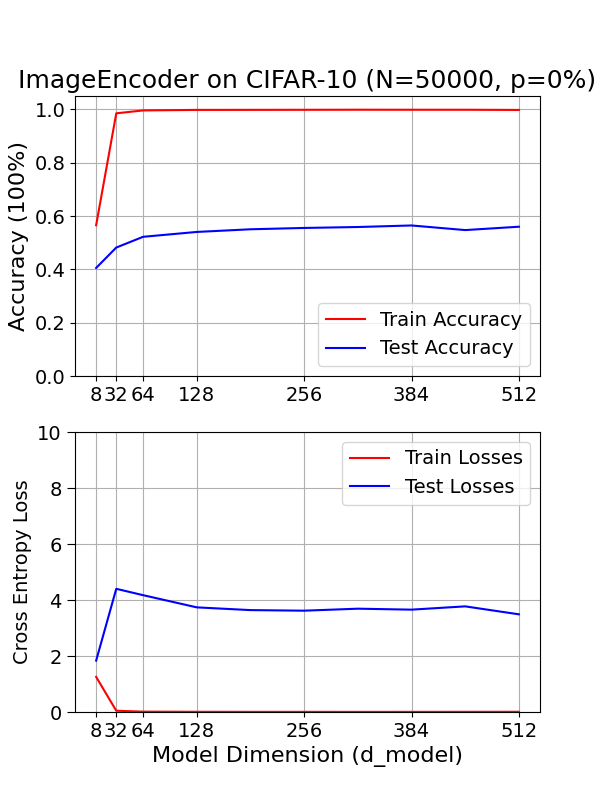 ImageEncoder on CIFAR-10 (N=50000, p=0%)
Accuracy (100%)
1.0
0.8
0.6
0.4
0.2
0.0
Train Accuracy
Test Accuracy
8 32 64 128 256 384 512
Cross Entropy Loss
10
8
6
4
2
0
Train Losses
Test Losses
8 32 64 128 256 384 512
Model Dimension (d_model)